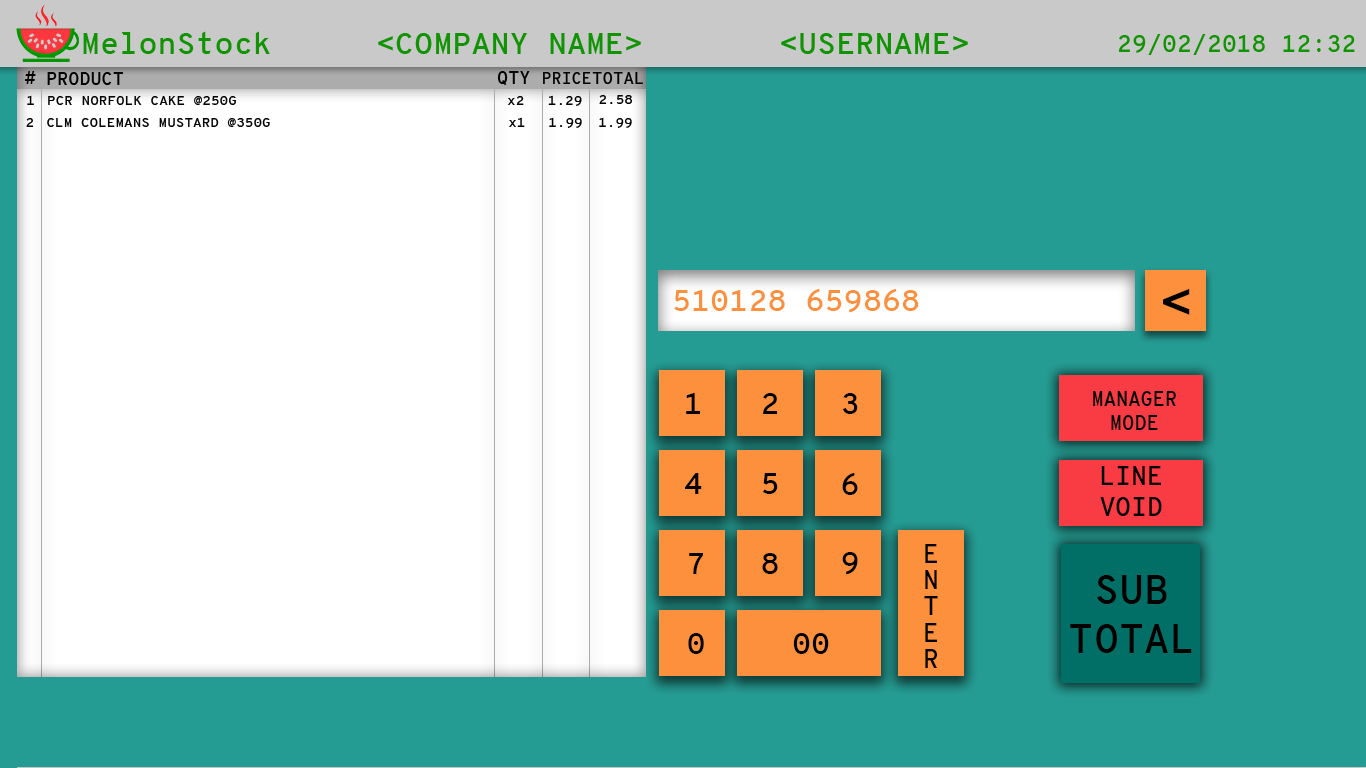 MelonStock <COMPANY NAME> <USERNAME> 29/02/2018 12:32
# PRODUCT QTY PRICE TOTAL
1 PCR NORFOLK CAKE @250G x2 1.29 2.58
2 CLM COLEMANS MUSTARD @350G x1 1.99 1.99
510128 659868 <
1 2 3
4 5 6
7 8 9
0 00
ENTER
MANAGER
MODE
LINE
VOID
SUB
TOTAL